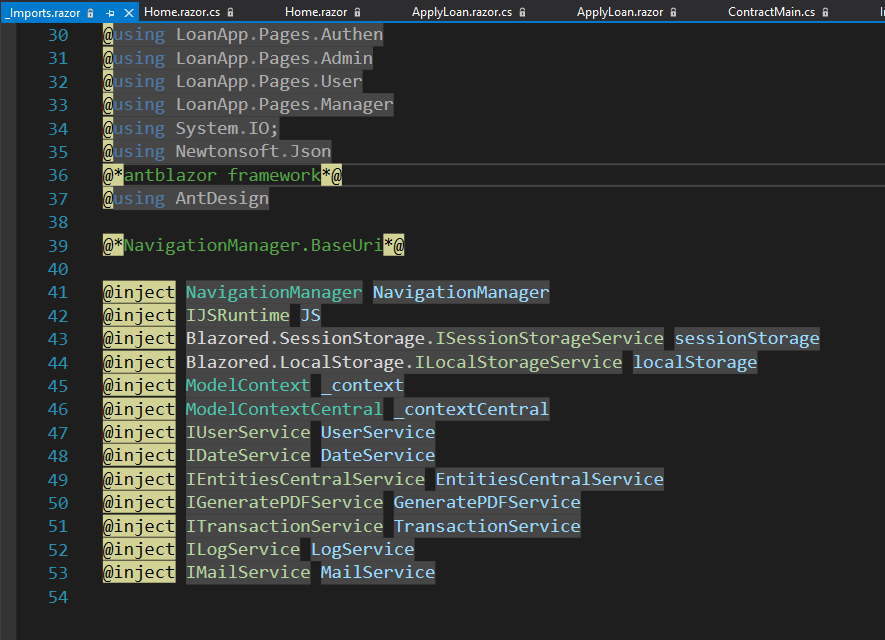 _Imports.razor Home.razor.cs Home.razor ApplyLoan.razor.cs ApplyLoan.razor ContractMain.cs
30 @using LoanApp.Pages.Authen
31 @using LoanApp.Pages.Admin
32 @using LoanApp.Pages.User
33 @using LoanApp.Pages.Manager
34 @using System.IO;
35 @using Newtonsoft.Json
36 @*antblazor framework*@
37 @using AntDesign
38
39 @*NavigationManager.BaseUri*@
40
41 @inject NavigationManager NavigationManager
42 @inject IJSRuntime JS
43 @inject Blazored.SessionStorage.ISessionStorageService sessionStorage
44 @inject Blazored.LocalStorage.ILocalStorageService localStorage
45 @inject ModelContext _context
46 @inject ModelContextCentral _contextCentral
47 @inject IUserService UserService
48 @inject IDateService DateService
49 @inject IEntitiesCentralService EntitiesCentralService
50 @inject IGeneratePDFService GeneratePDFService
51 @inject ITransactionService TransactionService
52 @inject ILogService LogService
53 @inject IMailService MailService
54